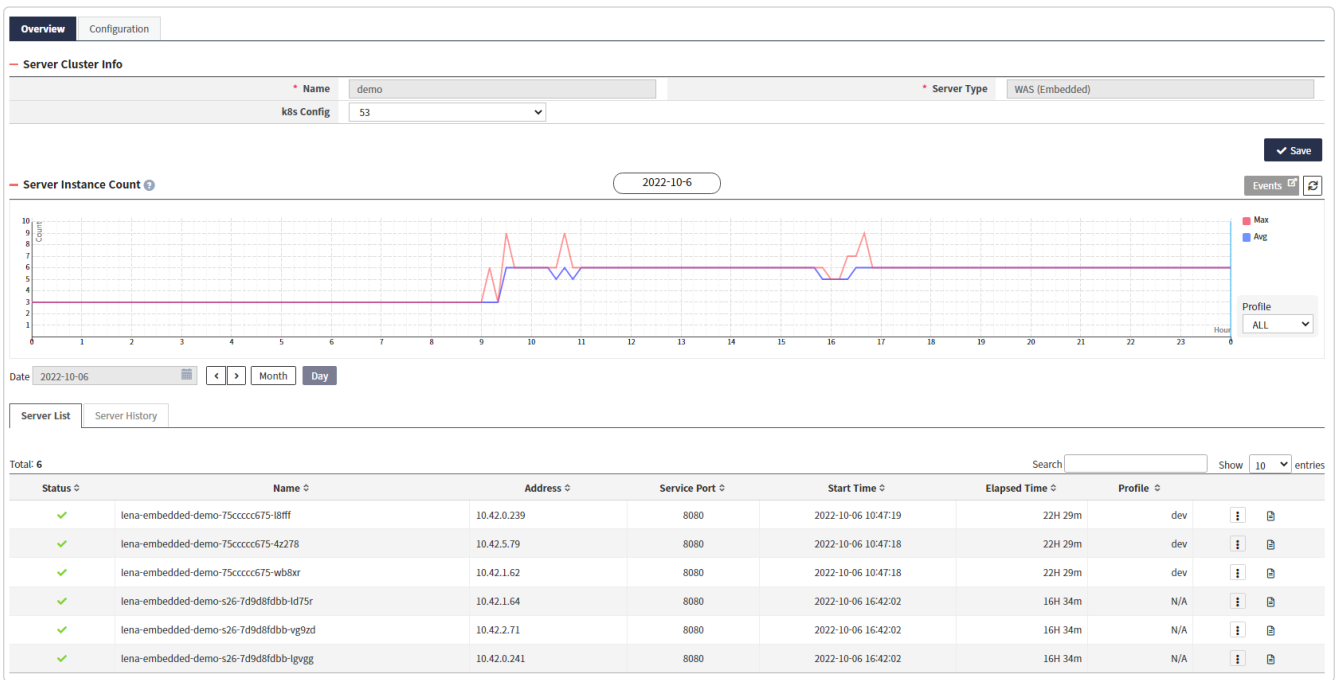 Overview Configuration
Server Cluster Info
* Name demo * Server Type WAS (Embedded)
k8s Config 53
Save
Server Instance Count ? 2022-10-6 Events
10
9
8
7
6
5
4
3
2
1
Count
Max
Avg
Profile
ALL
Hour
0 1 2 3 4 5 6 7 8 9 10 11 12 13 14 15 16 17 18 19 20 21 22 23 0
Date 2022-10-06 < > Month Day
Server List Server History
Total: 6 Search Show 10 entries
Status Name Address Service Port Start Time Elapsed Time Profile
lena-embedded-demo-75ccccc675-l8fff 10.42.0.239 8080 2022-10-06 10:47:19 22H 29m dev
lena-embedded-demo-75ccccc675-4z278 10.42.5.79 8080 2022-10-06 10:47:18 22H 29m dev
lena-embedded-demo-75ccccc675-wb8xr 10.42.1.62 8080 2022-10-06 10:47:18 22H 29m dev
lena-embedded-demo-s26-7d9d8fdbb-ld75r 10.42.1.64 8080 2022-10-06 16:42:02 16H 34m N/A
lena-embedded-demo-s26-7d9d8fdbb-vg9zd 10.42.2.71 8080 2022-10-06 16:42:02 16H 34m N/A
lena-embedded-demo-s26-7d9d8fdbb-lgvgg 10.42.0.241 8080 2022-10-06 16:42:02 16H 34m N/A